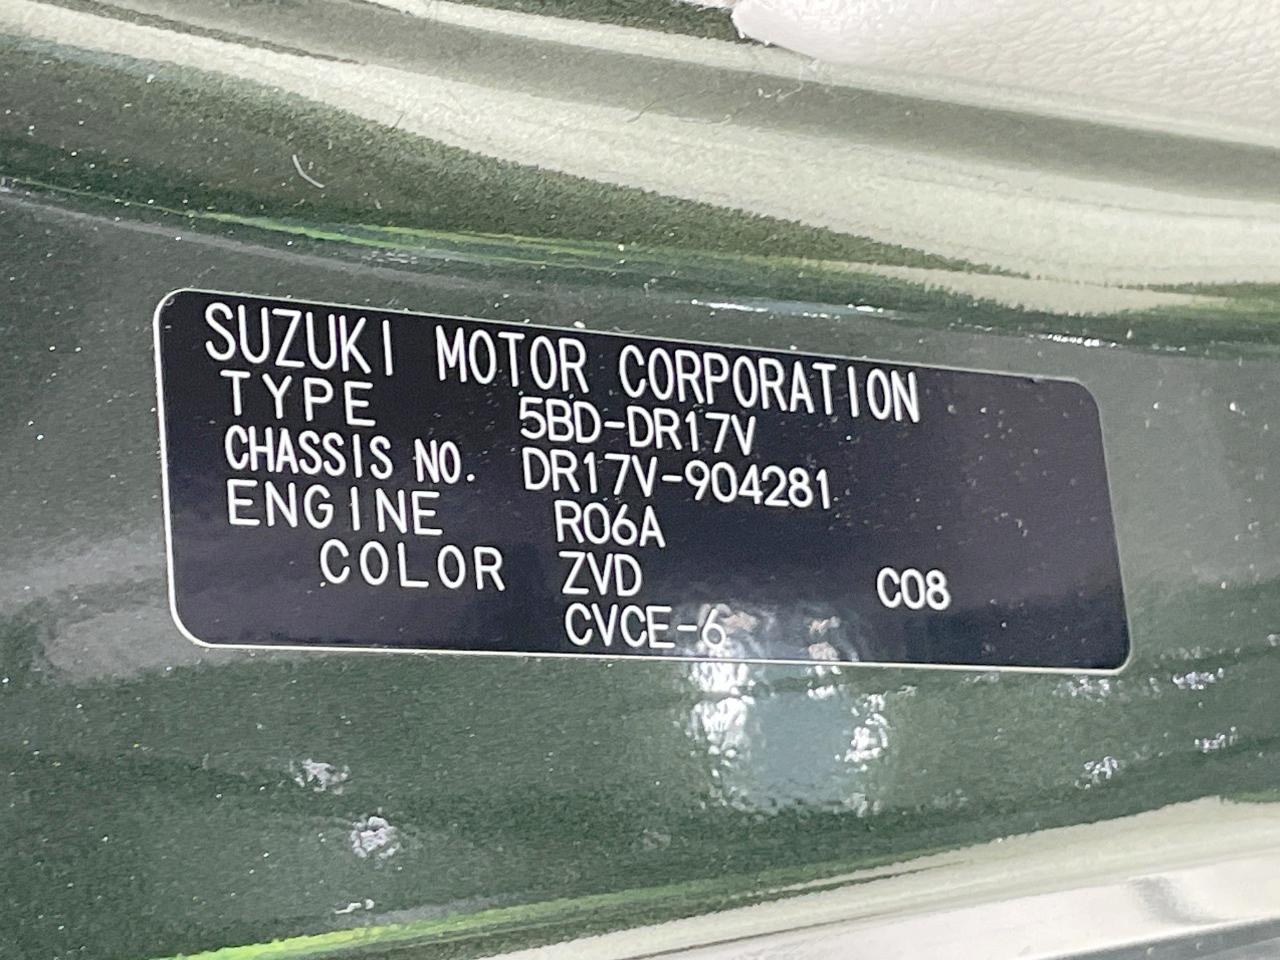 SUZUKI MOTOR CORPORATION
TYPE 5BD-DR17V
CHASSIS NO. DR17V-904281
ENGINE R06A
COLOR ZVD C08
CVCE-6